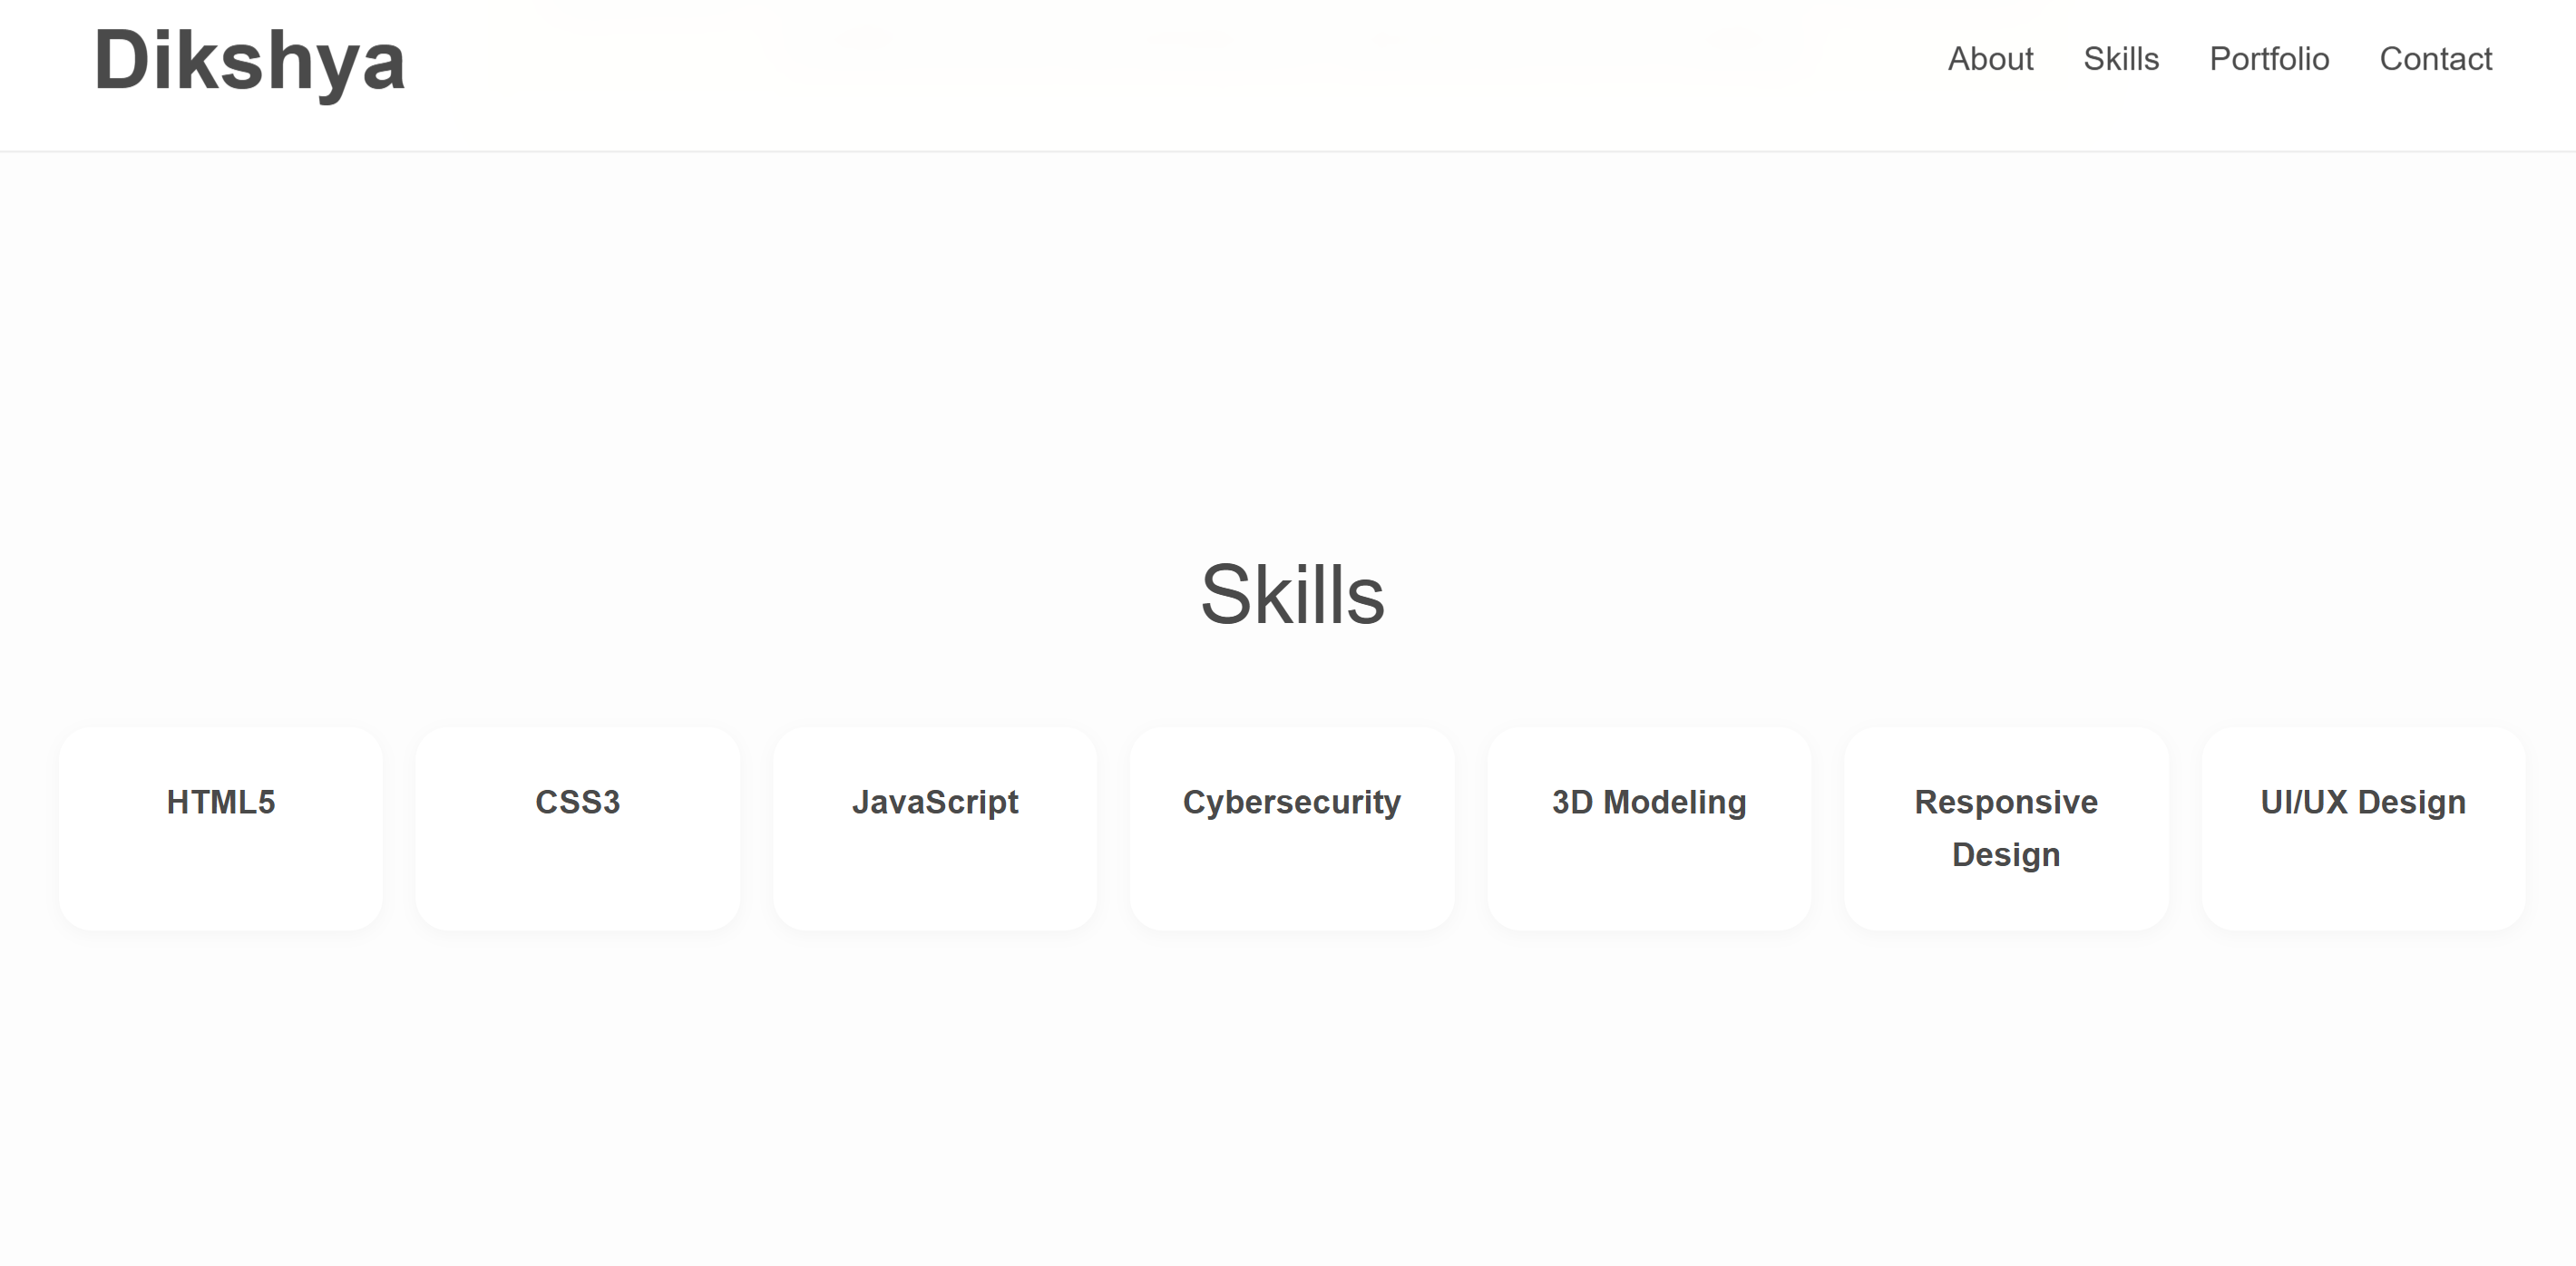 Dikshya
About Skills Portfolio Contact
Skills
HTML5
CSS3
JavaScript
Cybersecurity
3D Modeling
Responsive
Design
UI/UX Design